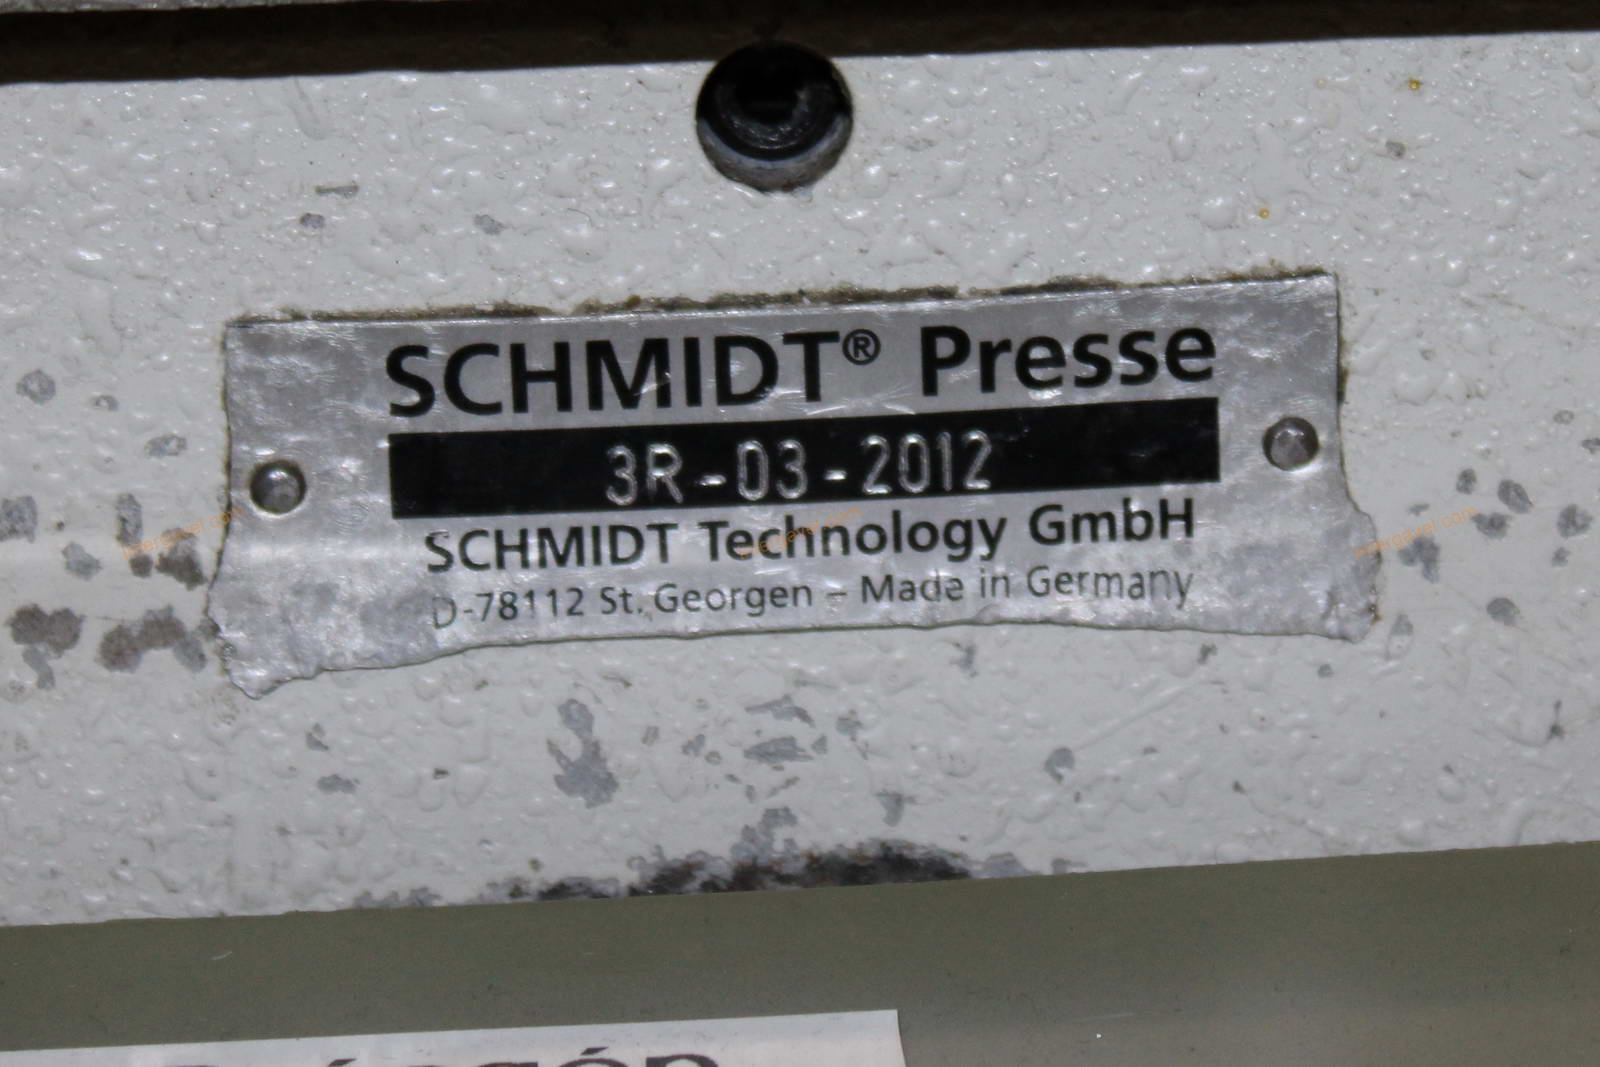 SCHMIDT® Presse
3R-03-2012
SCHMIDT Technology GmbH
D-78112 St. Georgen – Made in Germany